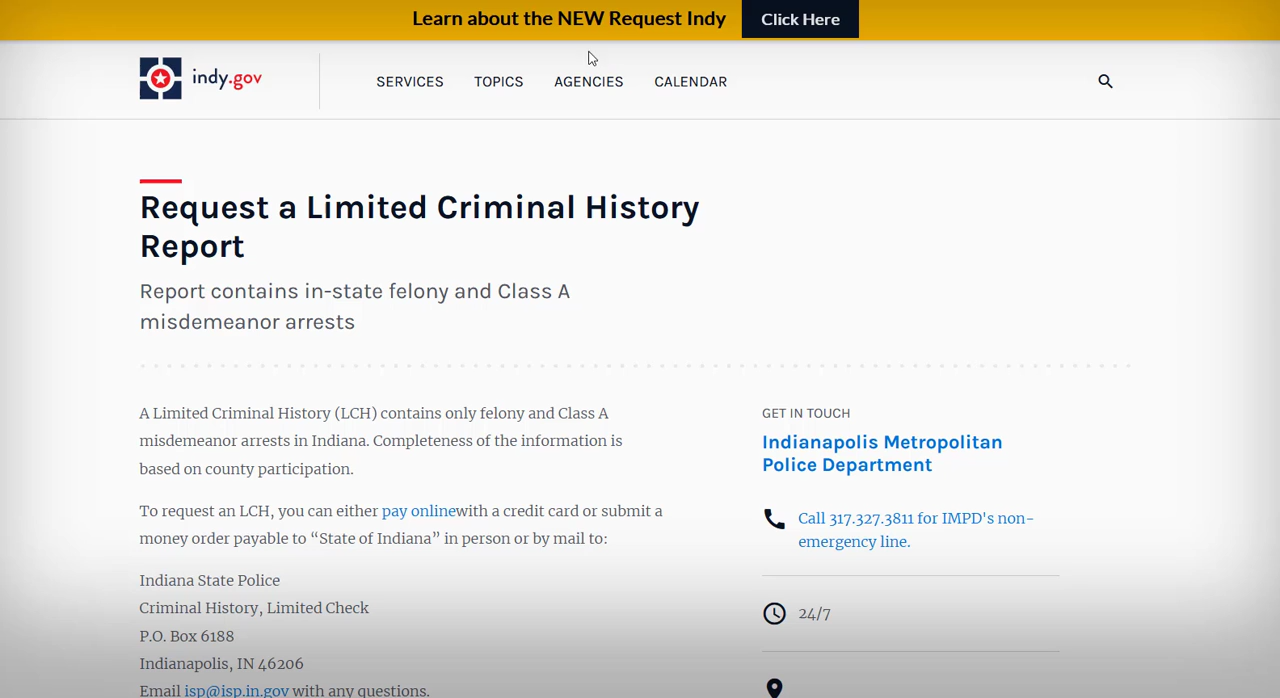 Learn about the NEW Request Indy
Click Here
indy.gov
SERVICES TOPICS AGENCIES CALENDAR
Request a Limited Criminal History
Report
Report contains in-state felony and Class A
misdemeanor arrests
A Limited Criminal History (LCH) contains only felony and Class A
misdemeanor arrests in Indiana. Completeness of the information is
based on county participation.
To request an LCH, you can either pay onlinewith a credit card or submit a
money order payable to “State of Indiana” in person or by mail to:
Indiana State Police
Criminal History, Limited Check
P.O. Box 6188
Indianapolis, IN 46206
Email isp@isp.in.gov with any questions.
GET IN TOUCH
Indianapolis Metropolitan
Police Department
Call 317.327.3811 for IMPD's non-
emergency line.
24/7